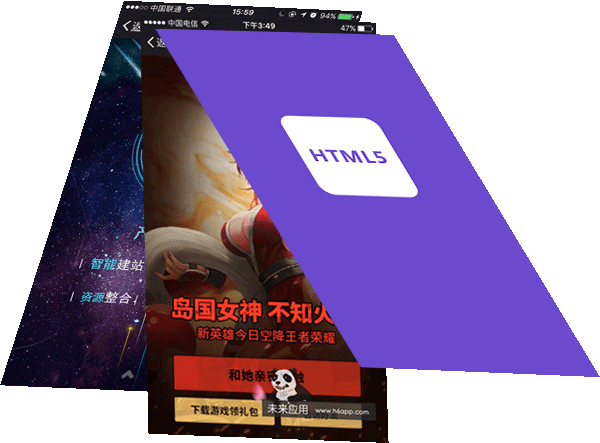 中国联通 15:59 94%
中国电信 下午3:49 47%
HTML5
智能建站
资源整合
岛国女神 不知火
新英雄今日空降王者荣耀
和她亲
下载游戏领礼包
未来应用 www.h6app.com